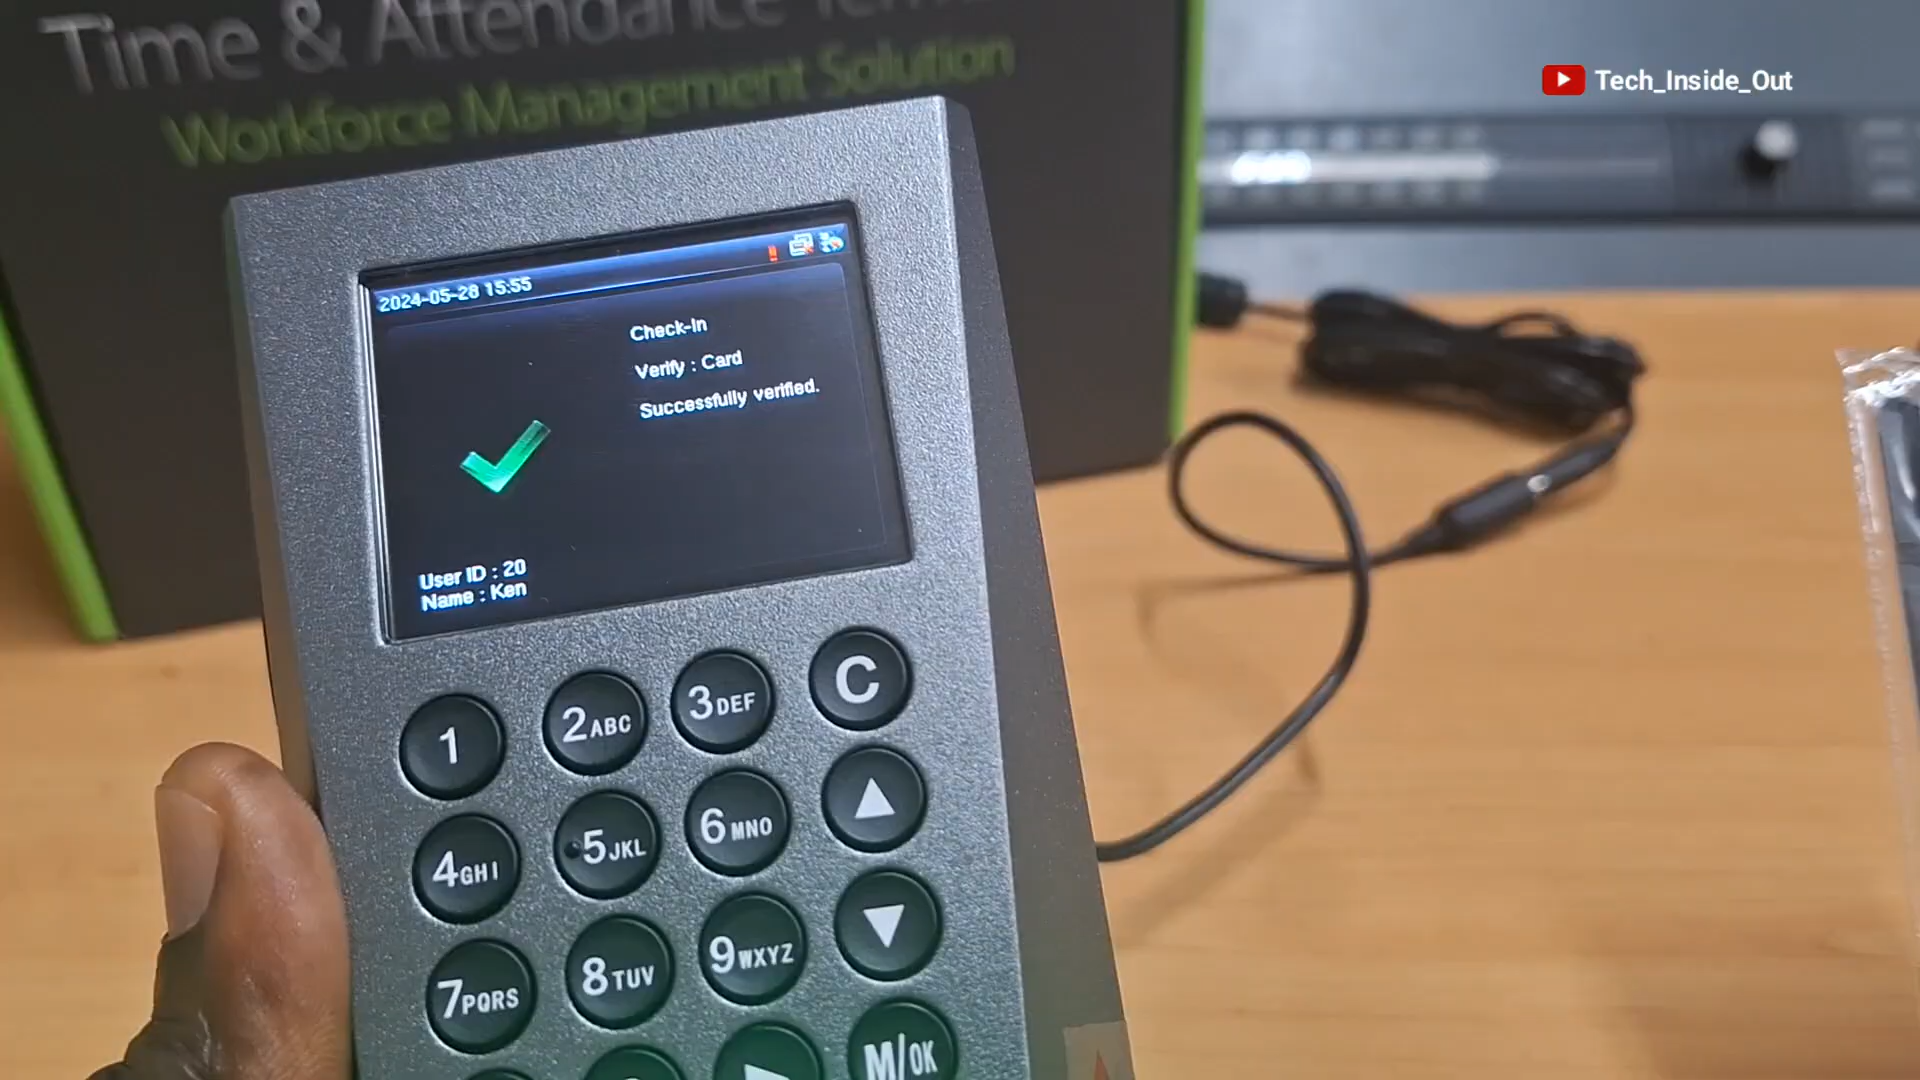 Time & Attendance
Workforce Management Solution
Tech_Inside_Out
2024-05-28 15:55
Check-In
Verify : Card
Successfully verified.
User ID : 20
Name : Ken
1
2ABC
3DEF
C
4GHI
5JKL
6MNO
7PQRS
8TUV
9WXYZ
M/OK